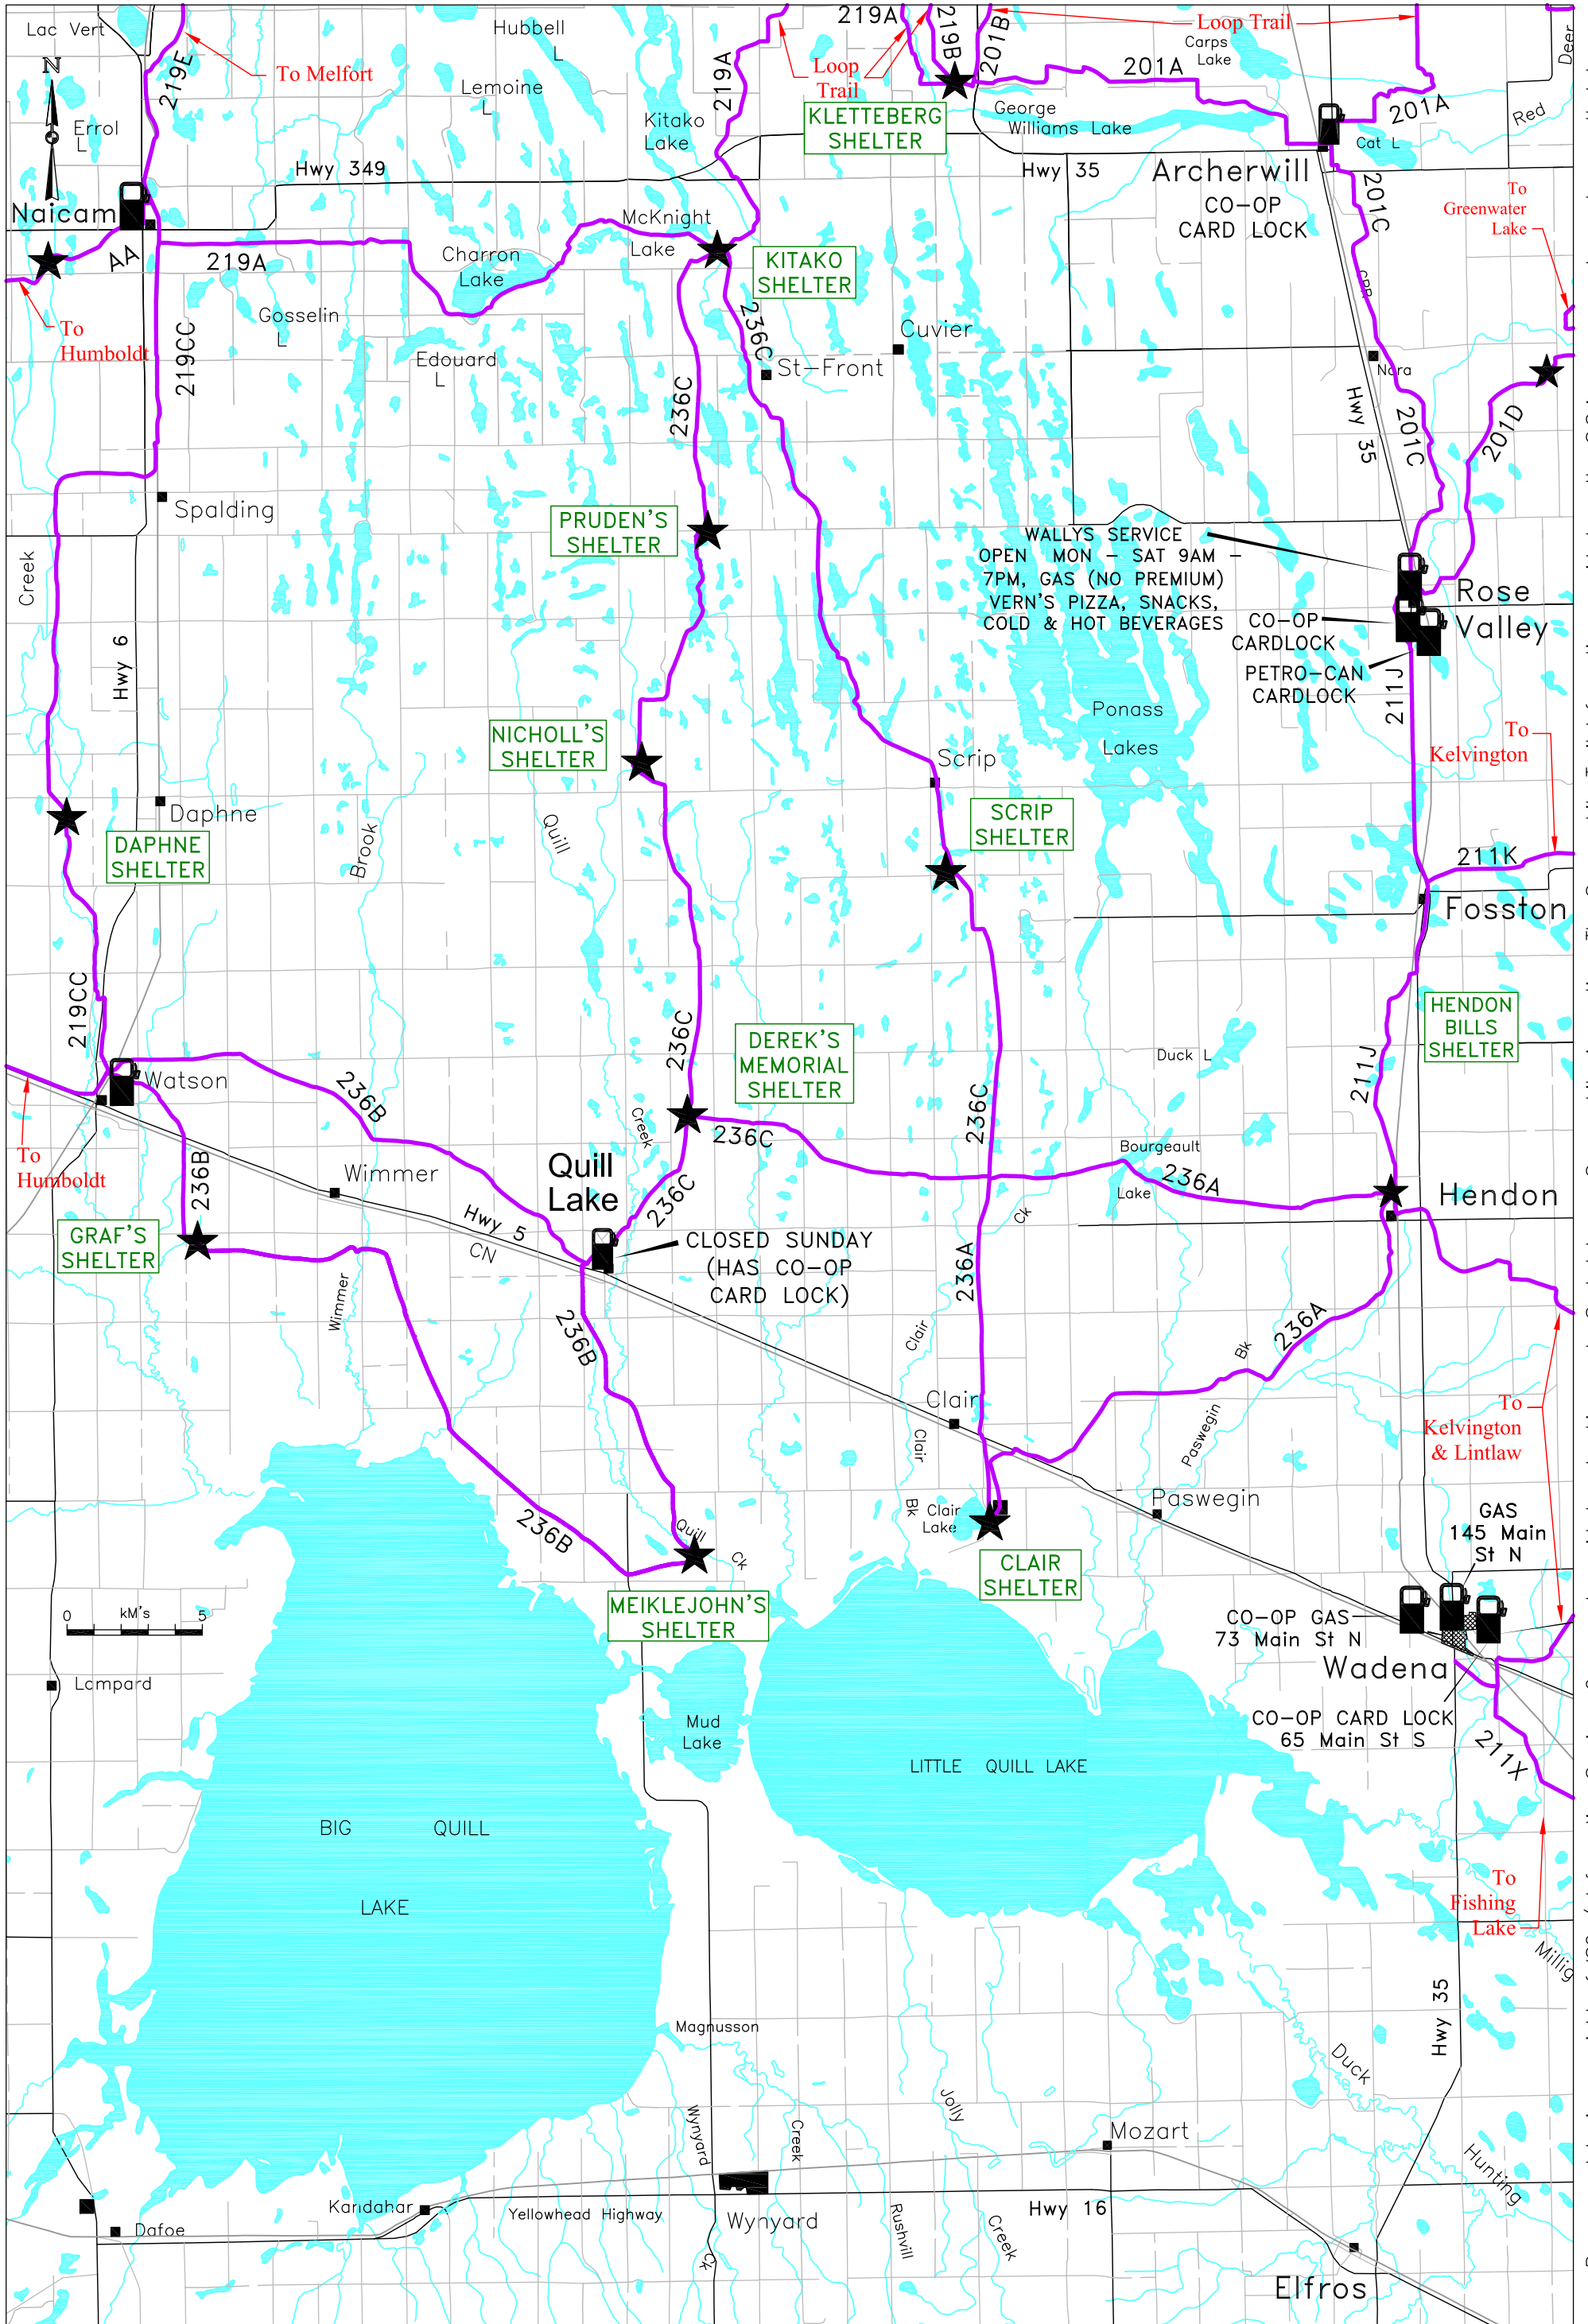 Lac Vert
N
Errol
L
219E
To Melfort
Hubbell
L
Lemoine
L
Kitako
Lake
219A
Loop
Trail
219A
219B
201B
KLETTEBERG
SHELTER
Loop Trail
Carps
Lake
201A
George
Williams Lake
201A
Cat L
Red
Deer
Hwy 349
Hwy 35
Archerwill
CO-OP
CARD LOCK
201C
To
Greenwater
Lake
Naicam
AA
219A
To
Humboldt
219CC
Charron
Lake
McKnight
Lake
KITAKO
SHELTER
Gosselin
L
Edouard
L
236C
236C
St-Front
Cuvier
CPR
Nora
Hwy 35
201C
201D
Spalding
PRUDEN'S
SHELTER
WALLYS SERVICE
OPEN MON - SAT 9AM -
7PM, GAS (NO PREMIUM)
VERN'S PIZZA, SNACKS,
COLD & HOT BEVERAGES
CO-OP
CARDLOCK
PETRO-CAN
CARDLOCK
Rose
Valley
Creek
Hwy 6
211J
NICHOLL'S
SHELTER
Ponass
Lakes
To
Kelvington
Scrip
SCRIP
SHELTER
Daphne
DAPHNE
SHELTER
Brook
Quill
211K
Fosston
219CC
236C
DEREK'S
MEMORIAL
SHELTER
236C
Duck L
HENDON
BILLS
SHELTER
211J
Watson
236B
Creek
236C
Bourgeault
Lake
236A
To
Humboldt
236B
Wimmer
Quill
Lake
236C
Ck
Hendon
GRAF'S
SHELTER
Hwy 5
CN
CLOSED SUNDAY
(HAS CO-OP
CARD LOCK)
236A
Wimmer
236B
Clair
236A
Bk
Clair
Clair
Paswegin
To
Kelvington
& Lintlaw
236B
Quill
Ck
Bk
Clair
Lake
Paswegin
GAS
145 Main
St N
CLAIR
SHELTER
MEIKLEJOHN'S
SHELTER
0
kM's
5
CO-OP GAS
73 Main St N
Wadena
Lampard
Mud
Lake
CO-OP CARD LOCK
65 Main St S
211X
LITTLE QUILL LAKE
BIG QUILL
LAKE
To
Fishing
Lake
Millig
Hwy 35
Magnusson
Duck
Wynyard
Creek
Jolly
Mozart
Hunting
Kandahar
Dafoe
Yellowhead Highway
Wynyard
Ck
Rushvill
Creek
Hwy 16
Elfros